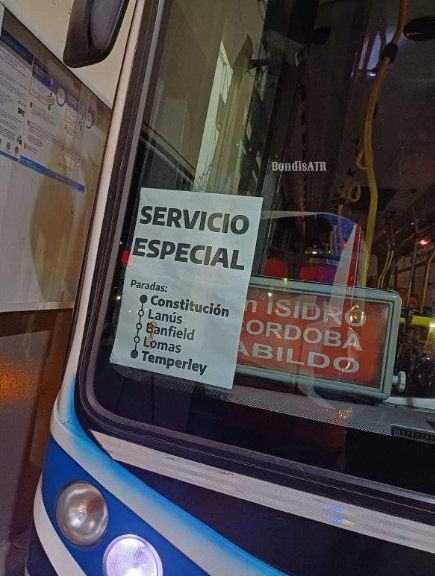 BondisATR
SERVICIO
ESPECIAL
Paradas:
Constitución
Lanús
Banfield
Lomas
Temperley
ISIDRO
CORDOBA
ABILDO